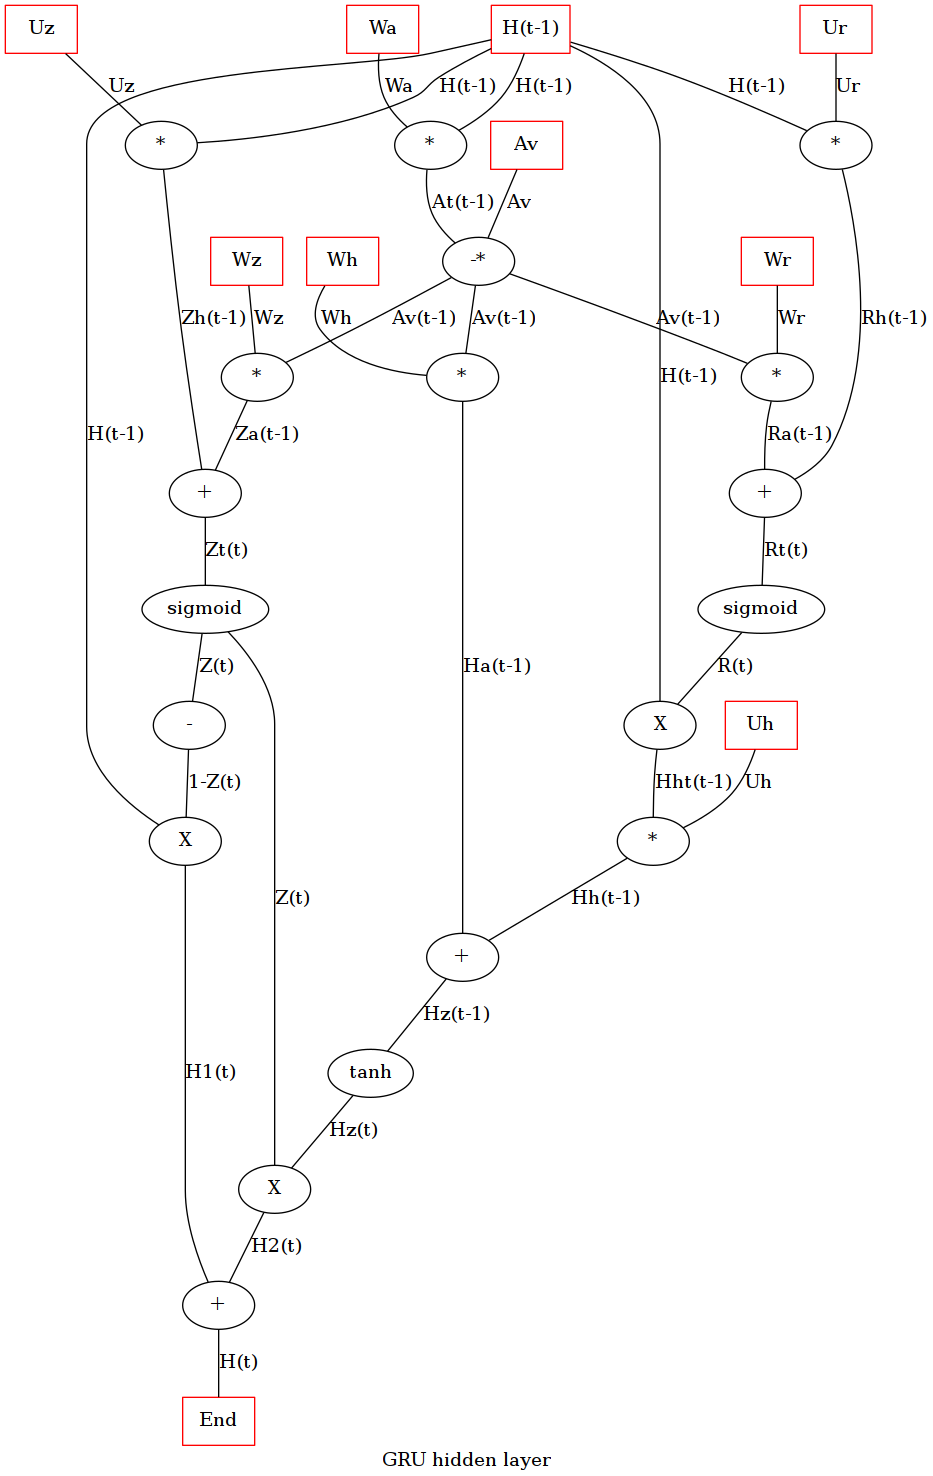 Uz
Wa
H(t-1)
Ur
Uz
Wa
H(t-1)
H(t-1)
H(t-1)
Ur
*
*
Av
*
At(t-1)
Av
Wz
Wh
-*
Wr
Zh(t-1)
Wz
Wh
Av(t-1)
Av(t-1)
Av(t-1)
Wr
Rh(t-1)
*
*
H(t-1)
*
H(t-1)
Za(t-1)
Ra(t-1)
+
+
Zt(t)
Rt(t)
sigmoid
sigmoid
Z(t)
Ha(t-1)
R(t)
-
X
Uh
1-Z(t)
Hht(t-1)
Uh
X
*
Z(t)
Hh(t-1)
+
Hz(t-1)
H1(t)
tanh
Hz(t)
X
H2(t)
+
H(t)
End
GRU hidden layer